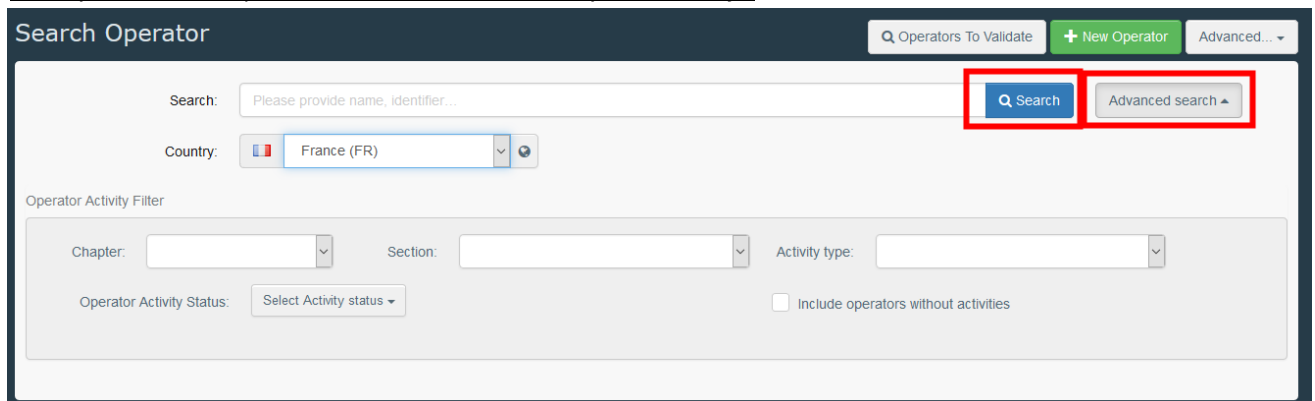 Search Operator
Operators To Validate
New Operator
Advanced...
Search:
Please provide name, identifier...
Search
Advanced search
Country:
France (FR)
Operator Activity Filter
Chapter:
Section:
Activity type:
Operator Activity Status:
Select Activity status
Include operators without activities